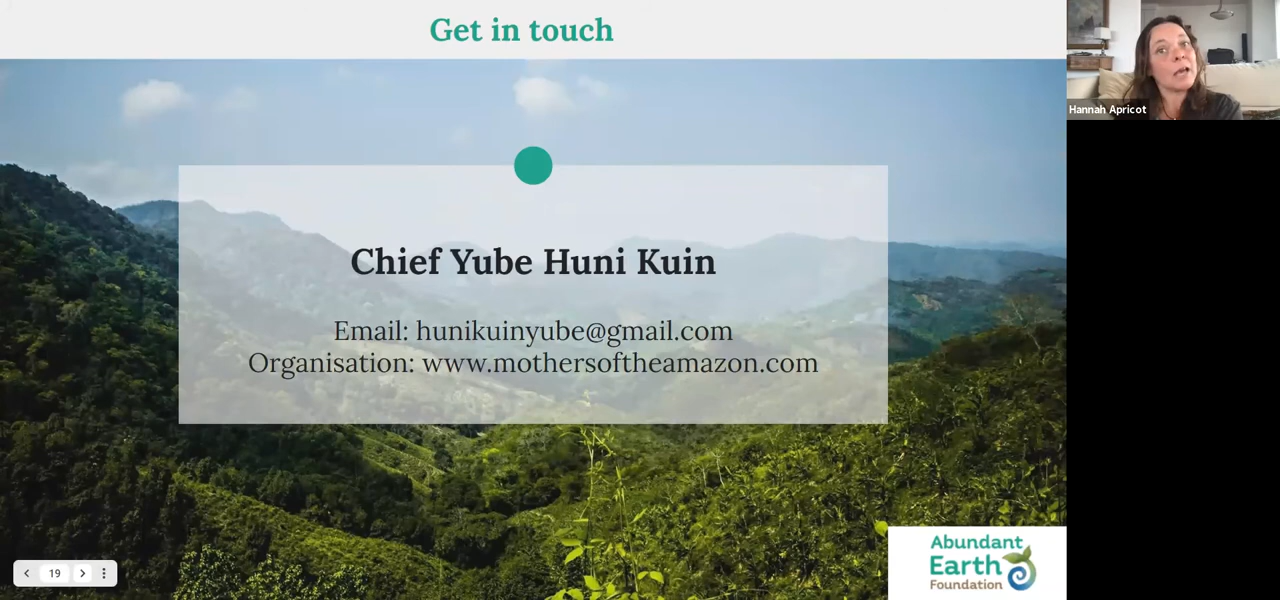 Get in touch
Hannah Apricot
Chief Yube Huni Kuin
Email: hunikuinyube@gmail.com
Organisation: www.mothersoftheamazon.com
Abundant
Earth
Foundation
19